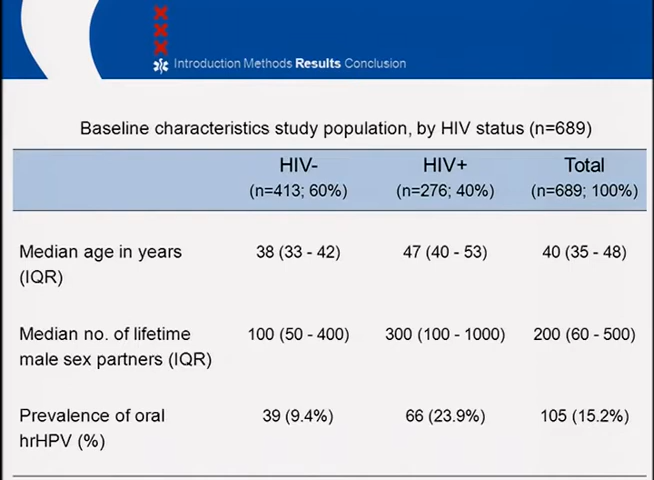 Introduction Methods Results Conclusion
Baseline characteristics study population, by HIV status (n=689)
HIV- HIV+ Total
(n=413; 60%) (n=276; 40%) (n=689; 100%)
Median age in years 38 (33 - 42) 47 (40 - 53) 40 (35 - 48)
(IQR)
Median no. of lifetime 100 (50 - 400) 300 (100 - 1000) 200 (60 - 500)
male sex partners (IQR)
Prevalence of oral 39 (9.4%) 66 (23.9%) 105 (15.2%)
hrHPV (%)